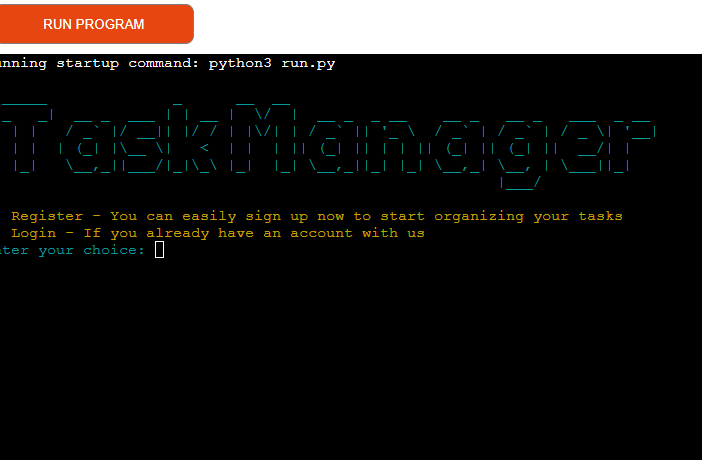 RUN PROGRAM
unning startup command: python3 run.py
TaskManager
Register - You can easily sign up now to start organizing your tasks
Login - If you already have an account with us
ter your choice: